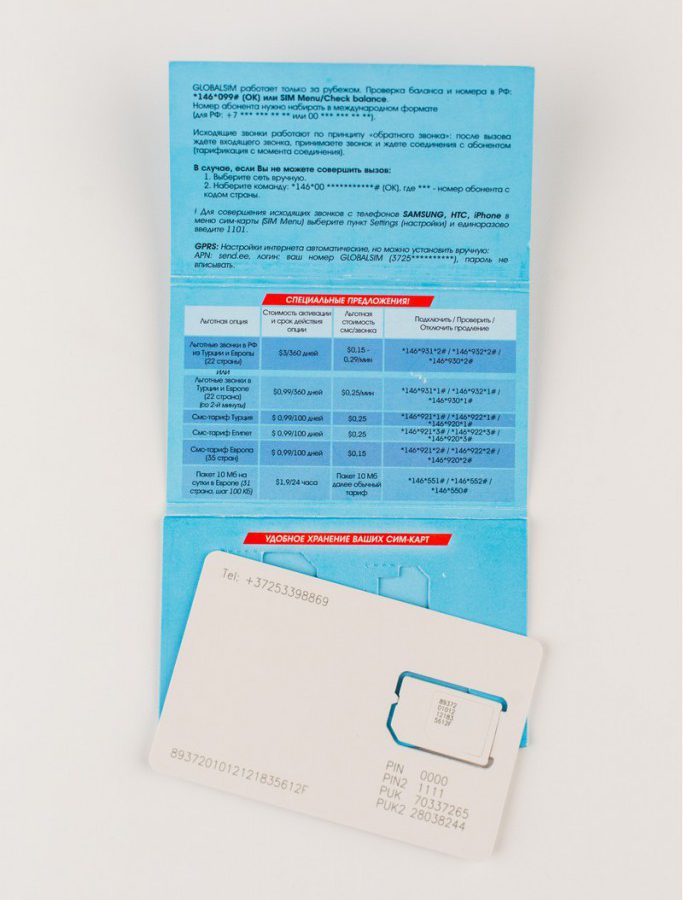 GLOBALSIM работает только за рубежом. Проверка баланса и номера в РФ:
*146*099# (OK) или SIM Menu/Check balance.
Номер абонента нужно набирать в международном формате
(для РФ: +7 *** *** ** ** или 00 *** *** ** **).
Исходящие звонки работают по принципу «обратного звонка»: после вызова
ждете входящего звонка, принимаете звонок и ждете соединения с абонентом
(тарификация с момента соединения).
В случае, если Вы не можете совершить вызов:
1. Выберите сеть вручную.
2. Наберите команду: *146*00 ***********# (OK), где *** - номер абонента с
кодом страны.
! Для совершения исходящих звонков с телефонов SAMSUNG, HTC, iPhone в
меню сим-карты (SIM Menu) выберите пункт Settings (настройки) и единоразово
введите 1101.
GPRS: Настройки интернета автоматические, но можно установить вручную:
APN: send.ee, логин: ваш номер GLOBALSIM (3725**********), пароль не
вписывать.
СПЕЦИАЛЬНЫЕ ПРЕДЛОЖЕНИЯ!
Льготная опция
Стоимость активации
и срок действия
опции
Льготная
стоимость
смс/звонка
Подключить / Проверить /
Отключить продление
Льготные звонки в РФ
из Турции и Европы
(22 страны)
$3/360 дней
$0,15 -
0,29/мин
*146*931*2# / *146*932*2# /
*146*930*2#
или
Льготные звонки в
Турции и Европе
(22 страна)
(со 2-й минуты)
$0,99/360 дней
$0,25/мин
*146*931*1# / *146*932*1# /
*146*930*1#
Смс-тариф Турция
$ 0,99/100 дней
$0,25
*146*921*1# / *146*922*1# /
*146*920*1#
Смс-тариф Египет
$ 0,99/100 дней
$0,25
*146*921*3# / *146*922*3# /
*146*920*3#
Смс-тариф Европа
(35 стран)
$ 0,99/100 дней
$0,15
*146*921*2# / *146*922*2# /
*146*920*2#
Пакет 10 Мб на
сутки в Европе (31
страна, шаг 100 Кб)
$1,9/24 часа
Пакет 10 Мб
далее обычный
тариф
*146*551# / *146*552# /
*146*550#
УДОБНОЕ ХРАНЕНИЕ ВАШИХ СИМ-КАРТ
Tel: +37253398869
89372
01012
12183
5612F
8937201012121835612F
PIN 0000
PIN2 1111
PUK 70337265
PUK2 28038244